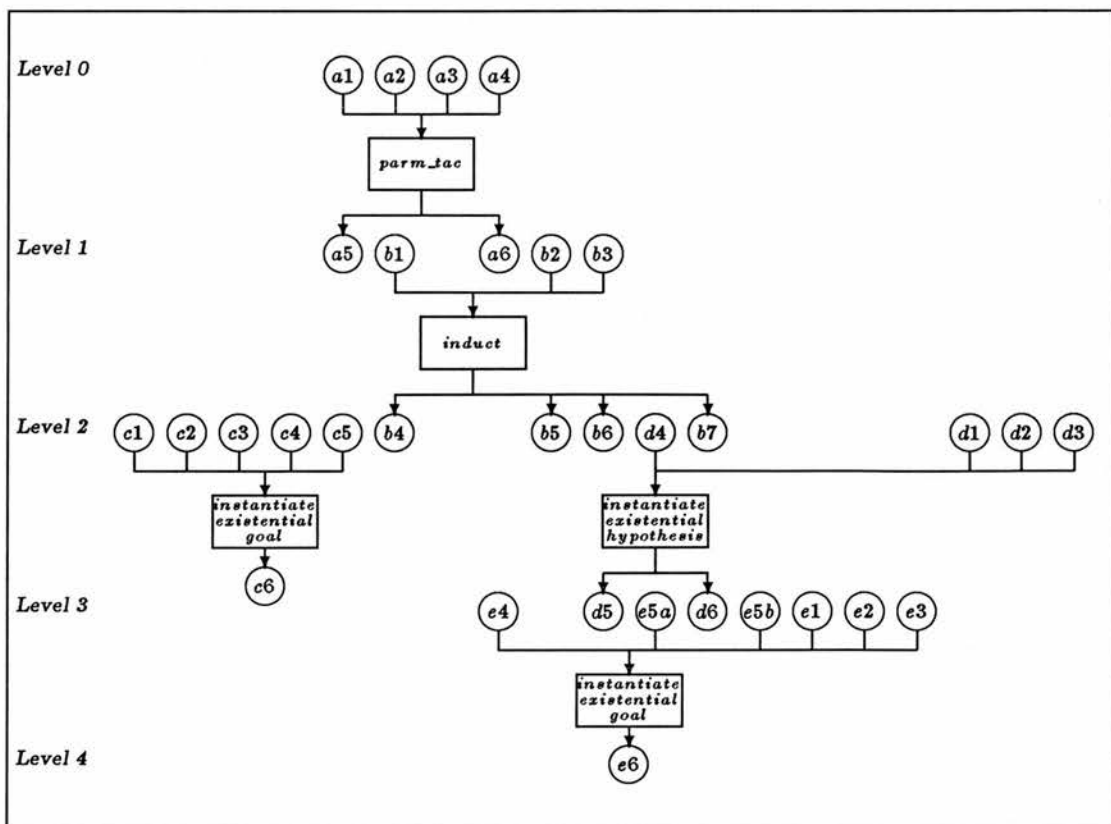 Level 0
a1 a2 a3 a4
parm_tac
Level 1
a5 b1 a6 b2 b3
induct
Level 2
c1 c2 c3 c4 c5 b4 b5 b6 d4 b7 d1 d2 d3
instantiate
existential
goal
instantiate
existential
hypothesis
c6
Level 3
e4 d5 e5a d6 e5b e1 e2 e3
instantiate
existential
goal
Level 4
e6